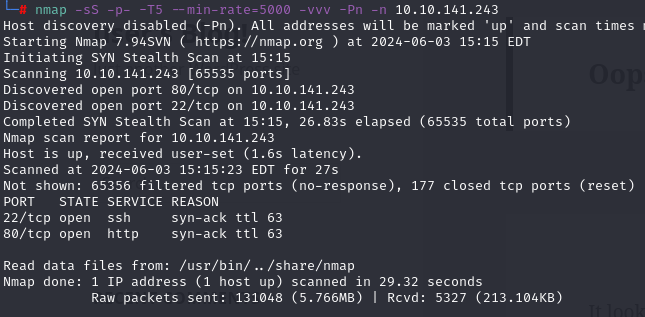 └─# nmap -sS -p- -T5 --min-rate=5000 -vvv -Pn -n 10.10.141.243
Host discovery disabled (-Pn). All addresses will be marked 'up' and scan times
Starting Nmap 7.94SVN ( https://nmap.org ) at 2024-06-03 15:15 EDT
Initiating SYN Stealth Scan at 15:15
Scanning 10.10.141.243 [65535 ports]
Discovered open port 80/tcp on 10.10.141.243
Discovered open port 22/tcp on 10.10.141.243
Completed SYN Stealth Scan at 15:15, 26.83s elapsed (65535 total ports)
Nmap scan report for 10.10.141.243
Host is up, received user-set (1.6s latency).
Scanned at 2024-06-03 15:15:23 EDT for 27s
Not shown: 65356 filtered tcp ports (no-response), 177 closed tcp ports (reset)
PORT   STATE SERVICE REASON
22/tcp open  ssh     syn-ack ttl 63
80/tcp open  http    syn-ack ttl 63
Read data files from: /usr/bin/../share/nmap
Nmap done: 1 IP address (1 host up) scanned in 29.32 seconds
Raw packets sent: 131048 (5.766MB) | Rcvd: 5327 (213.104KB)
Oop
It look